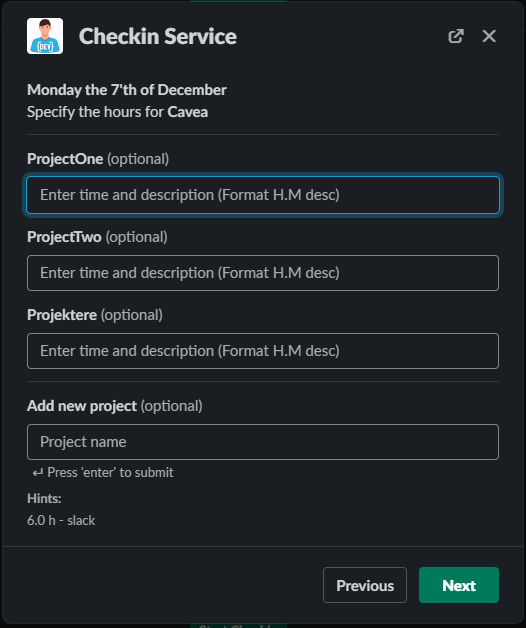 {DEV}
Checkin Service
Monday the 7'th of December
Specify the hours for Cavea
ProjectOne (optional)
Enter time and description (Format H.M desc)
ProjectTwo (optional)
Enter time and description (Format H.M desc)
Projektere (optional)
Enter time and description (Format H.M desc)
Add new project (optional)
Project name
↵ Press 'enter' to submit
Hints:
6.0 h - slack
Previous Next